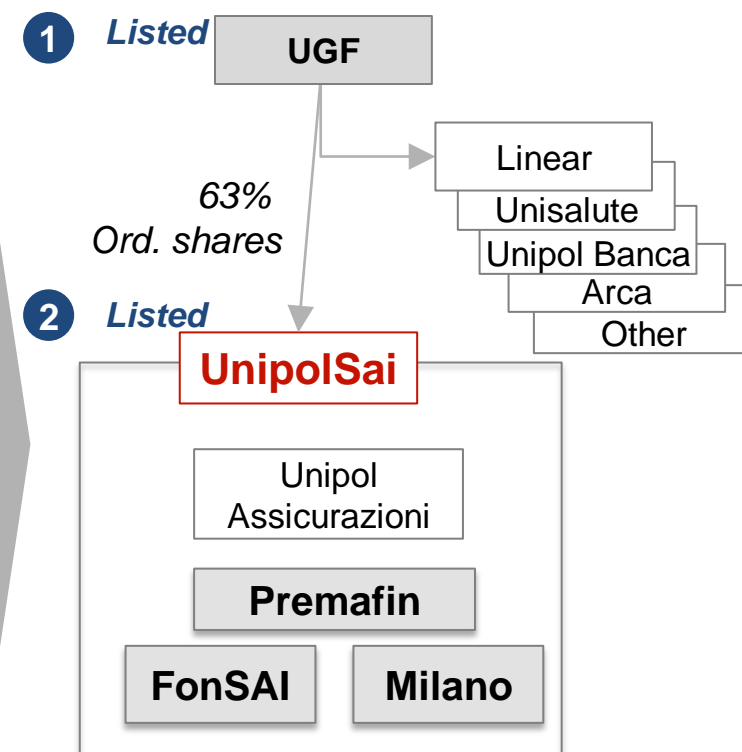 1 Listed
UGF
Linear
Unisalute
Unipol Banca
Arca
Other
63%
Ord. shares
2 Listed
UnipolSai
Unipol
Assicurazioni
Premafin
FonSAI Milano